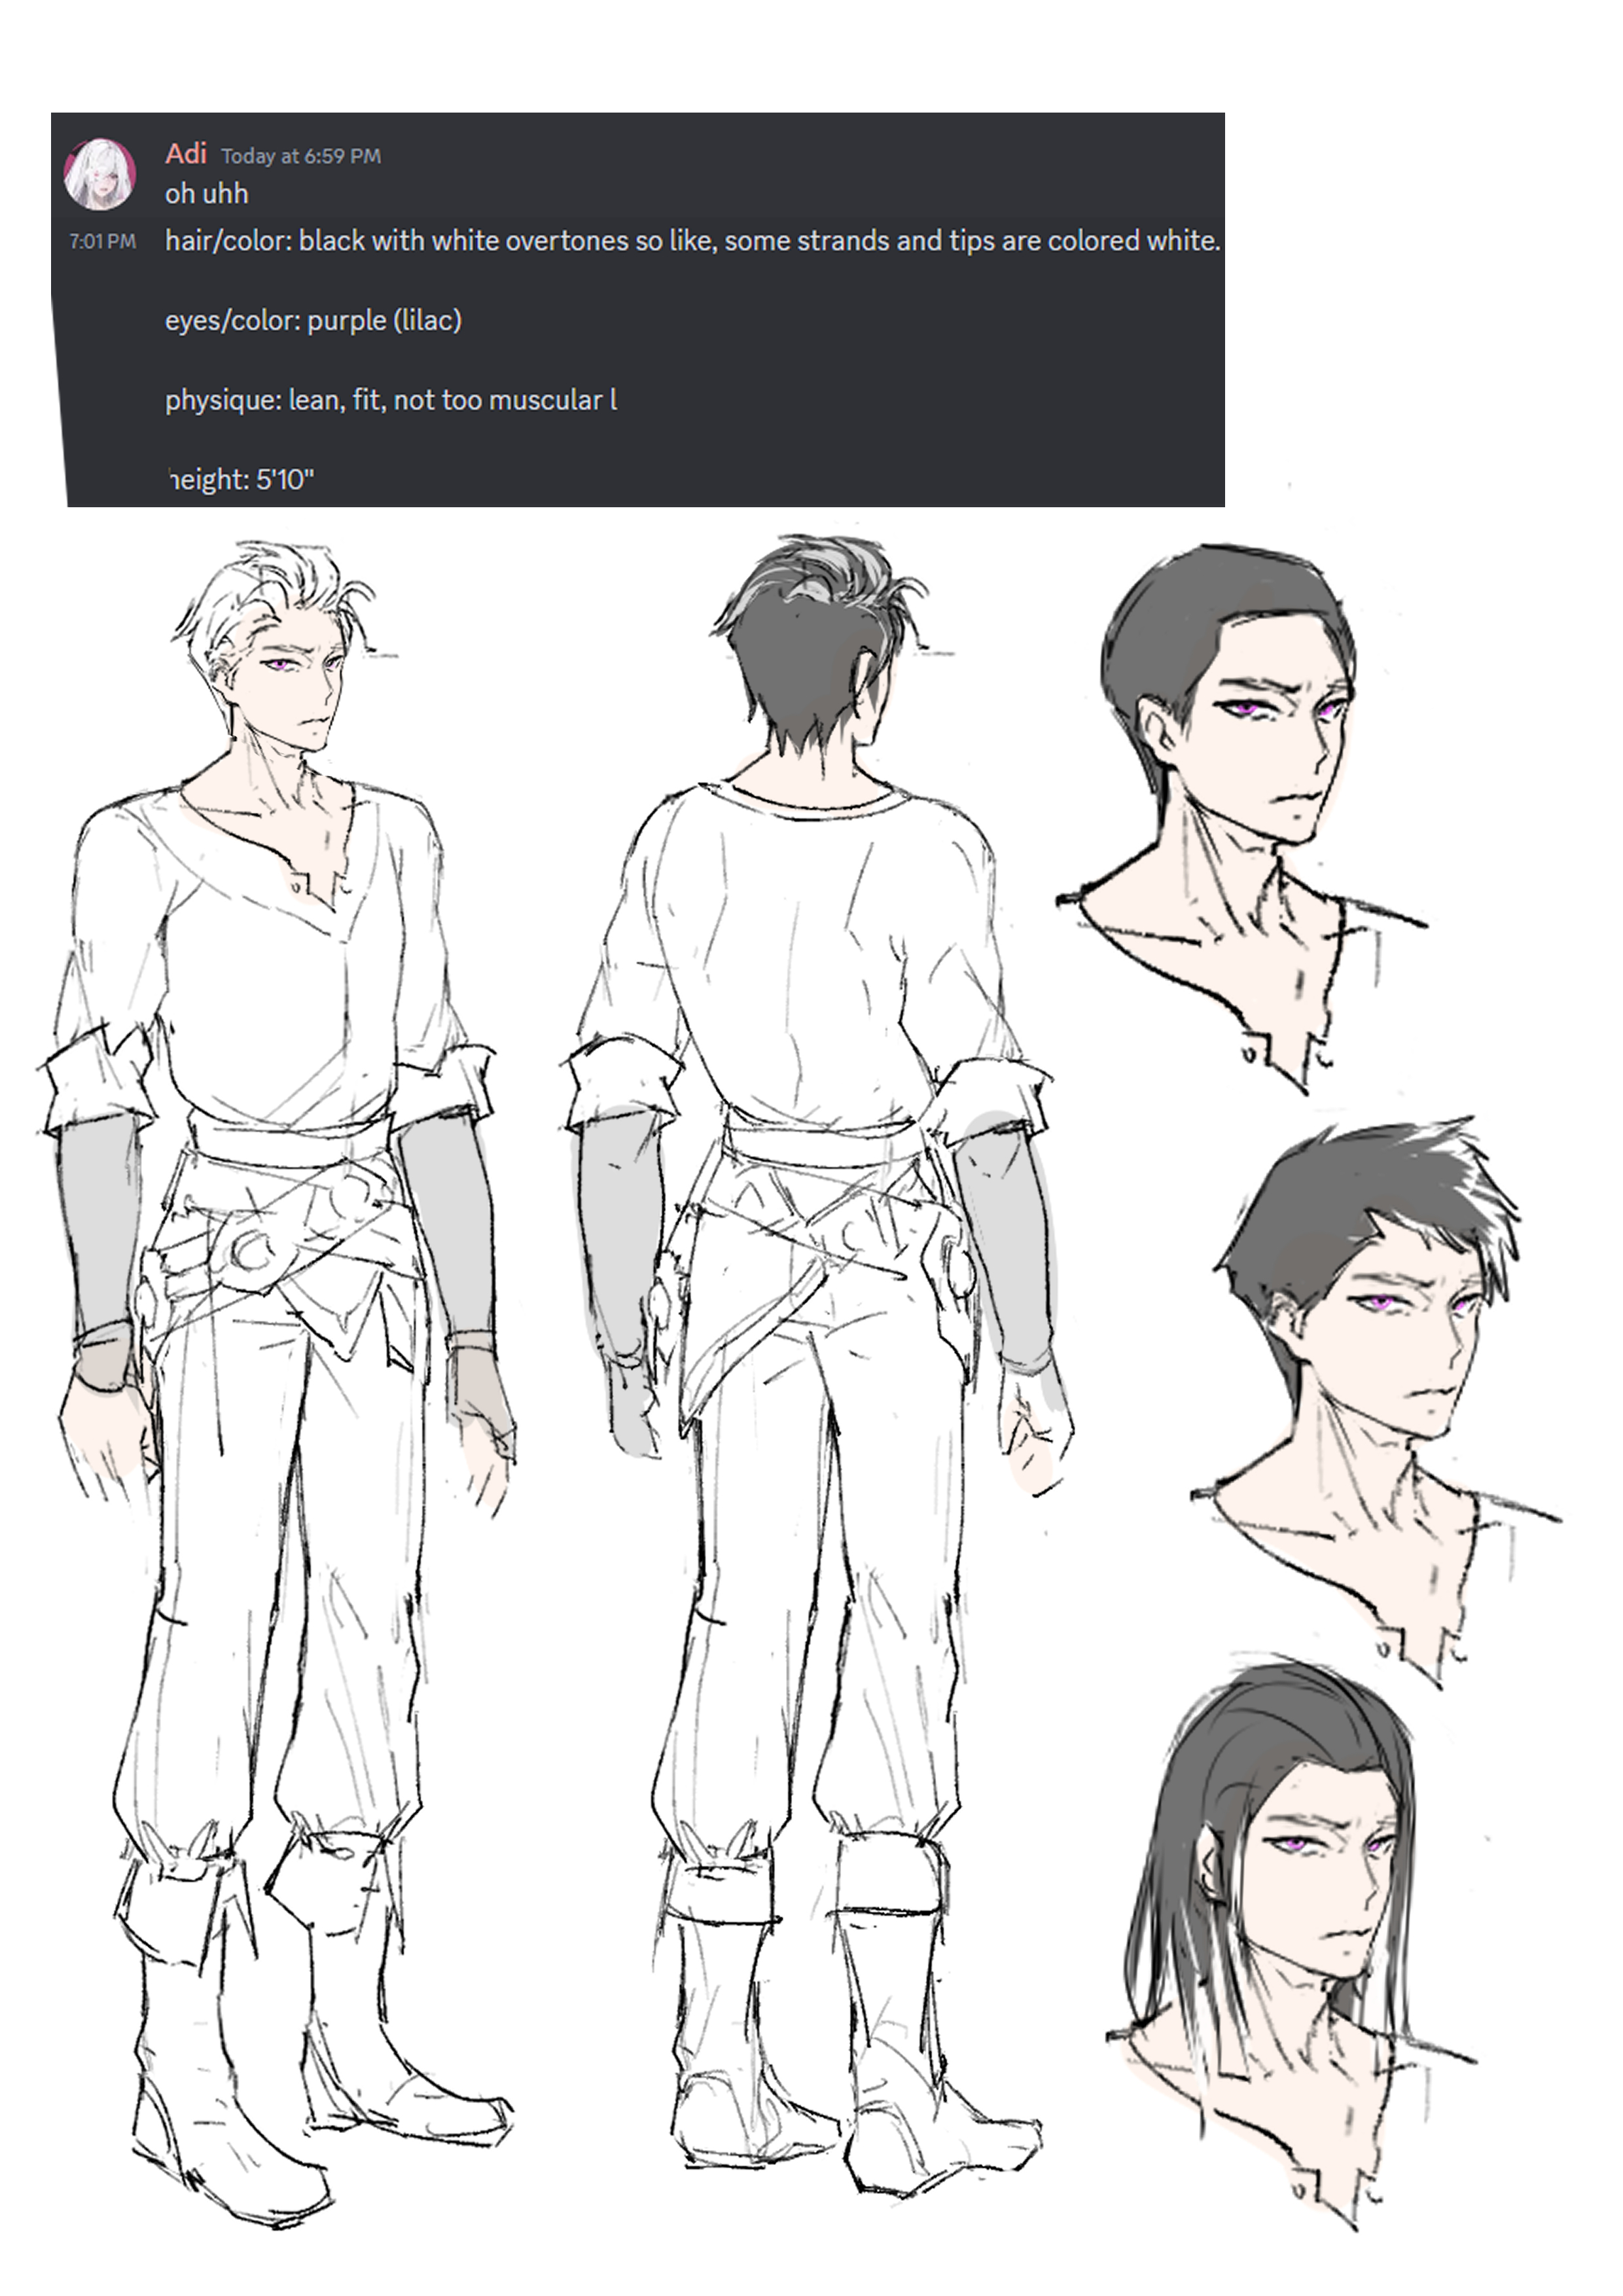 Adi Today at 6:59 PM
oh uhh
7:01 PM hair/color: black with white overtones so like, some strands and tips are colored white.
eyes/color: purple (lilac)
physique: lean, fit, not too muscular l
height: 5'10"